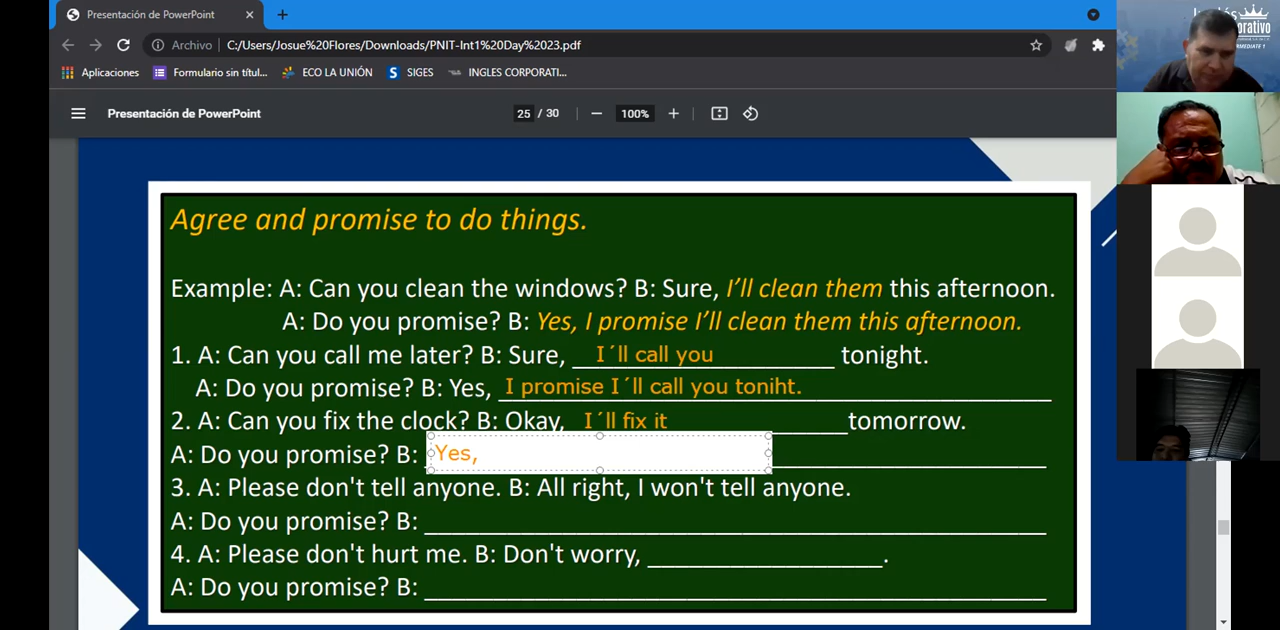 Presentación de PowerPoint
Archivo
C:/Users/Josue%20Flores/Downloads/PNIT-Int1%20Day%2023.pdf
Aplicaciones
Formulario sin títul...
ECO LA UNIÓN
SIGES
INGLES CORPORATI...
Presentación de PowerPoint
25 / 30
100%
Agree and promise to do things.
Example: A: Can you clean the windows? B: Sure, I'll clean them this afternoon.
A: Do you promise? B: Yes, I promise I'll clean them this afternoon.
1. A: Can you call me later? B: Sure, I´ll call you tonight.
A: Do you promise? B: Yes, I promise I´ll call you toniht.
2. A: Can you fix the clock? B: Okay, I´ll fix it tomorrow.
A: Do you promise? B: Yes,
3. A: Please don't tell anyone. B: All right, I won't tell anyone.
A: Do you promise? B:
4. A: Please don't hurt me. B: Don't worry, .
A: Do you promise? B: